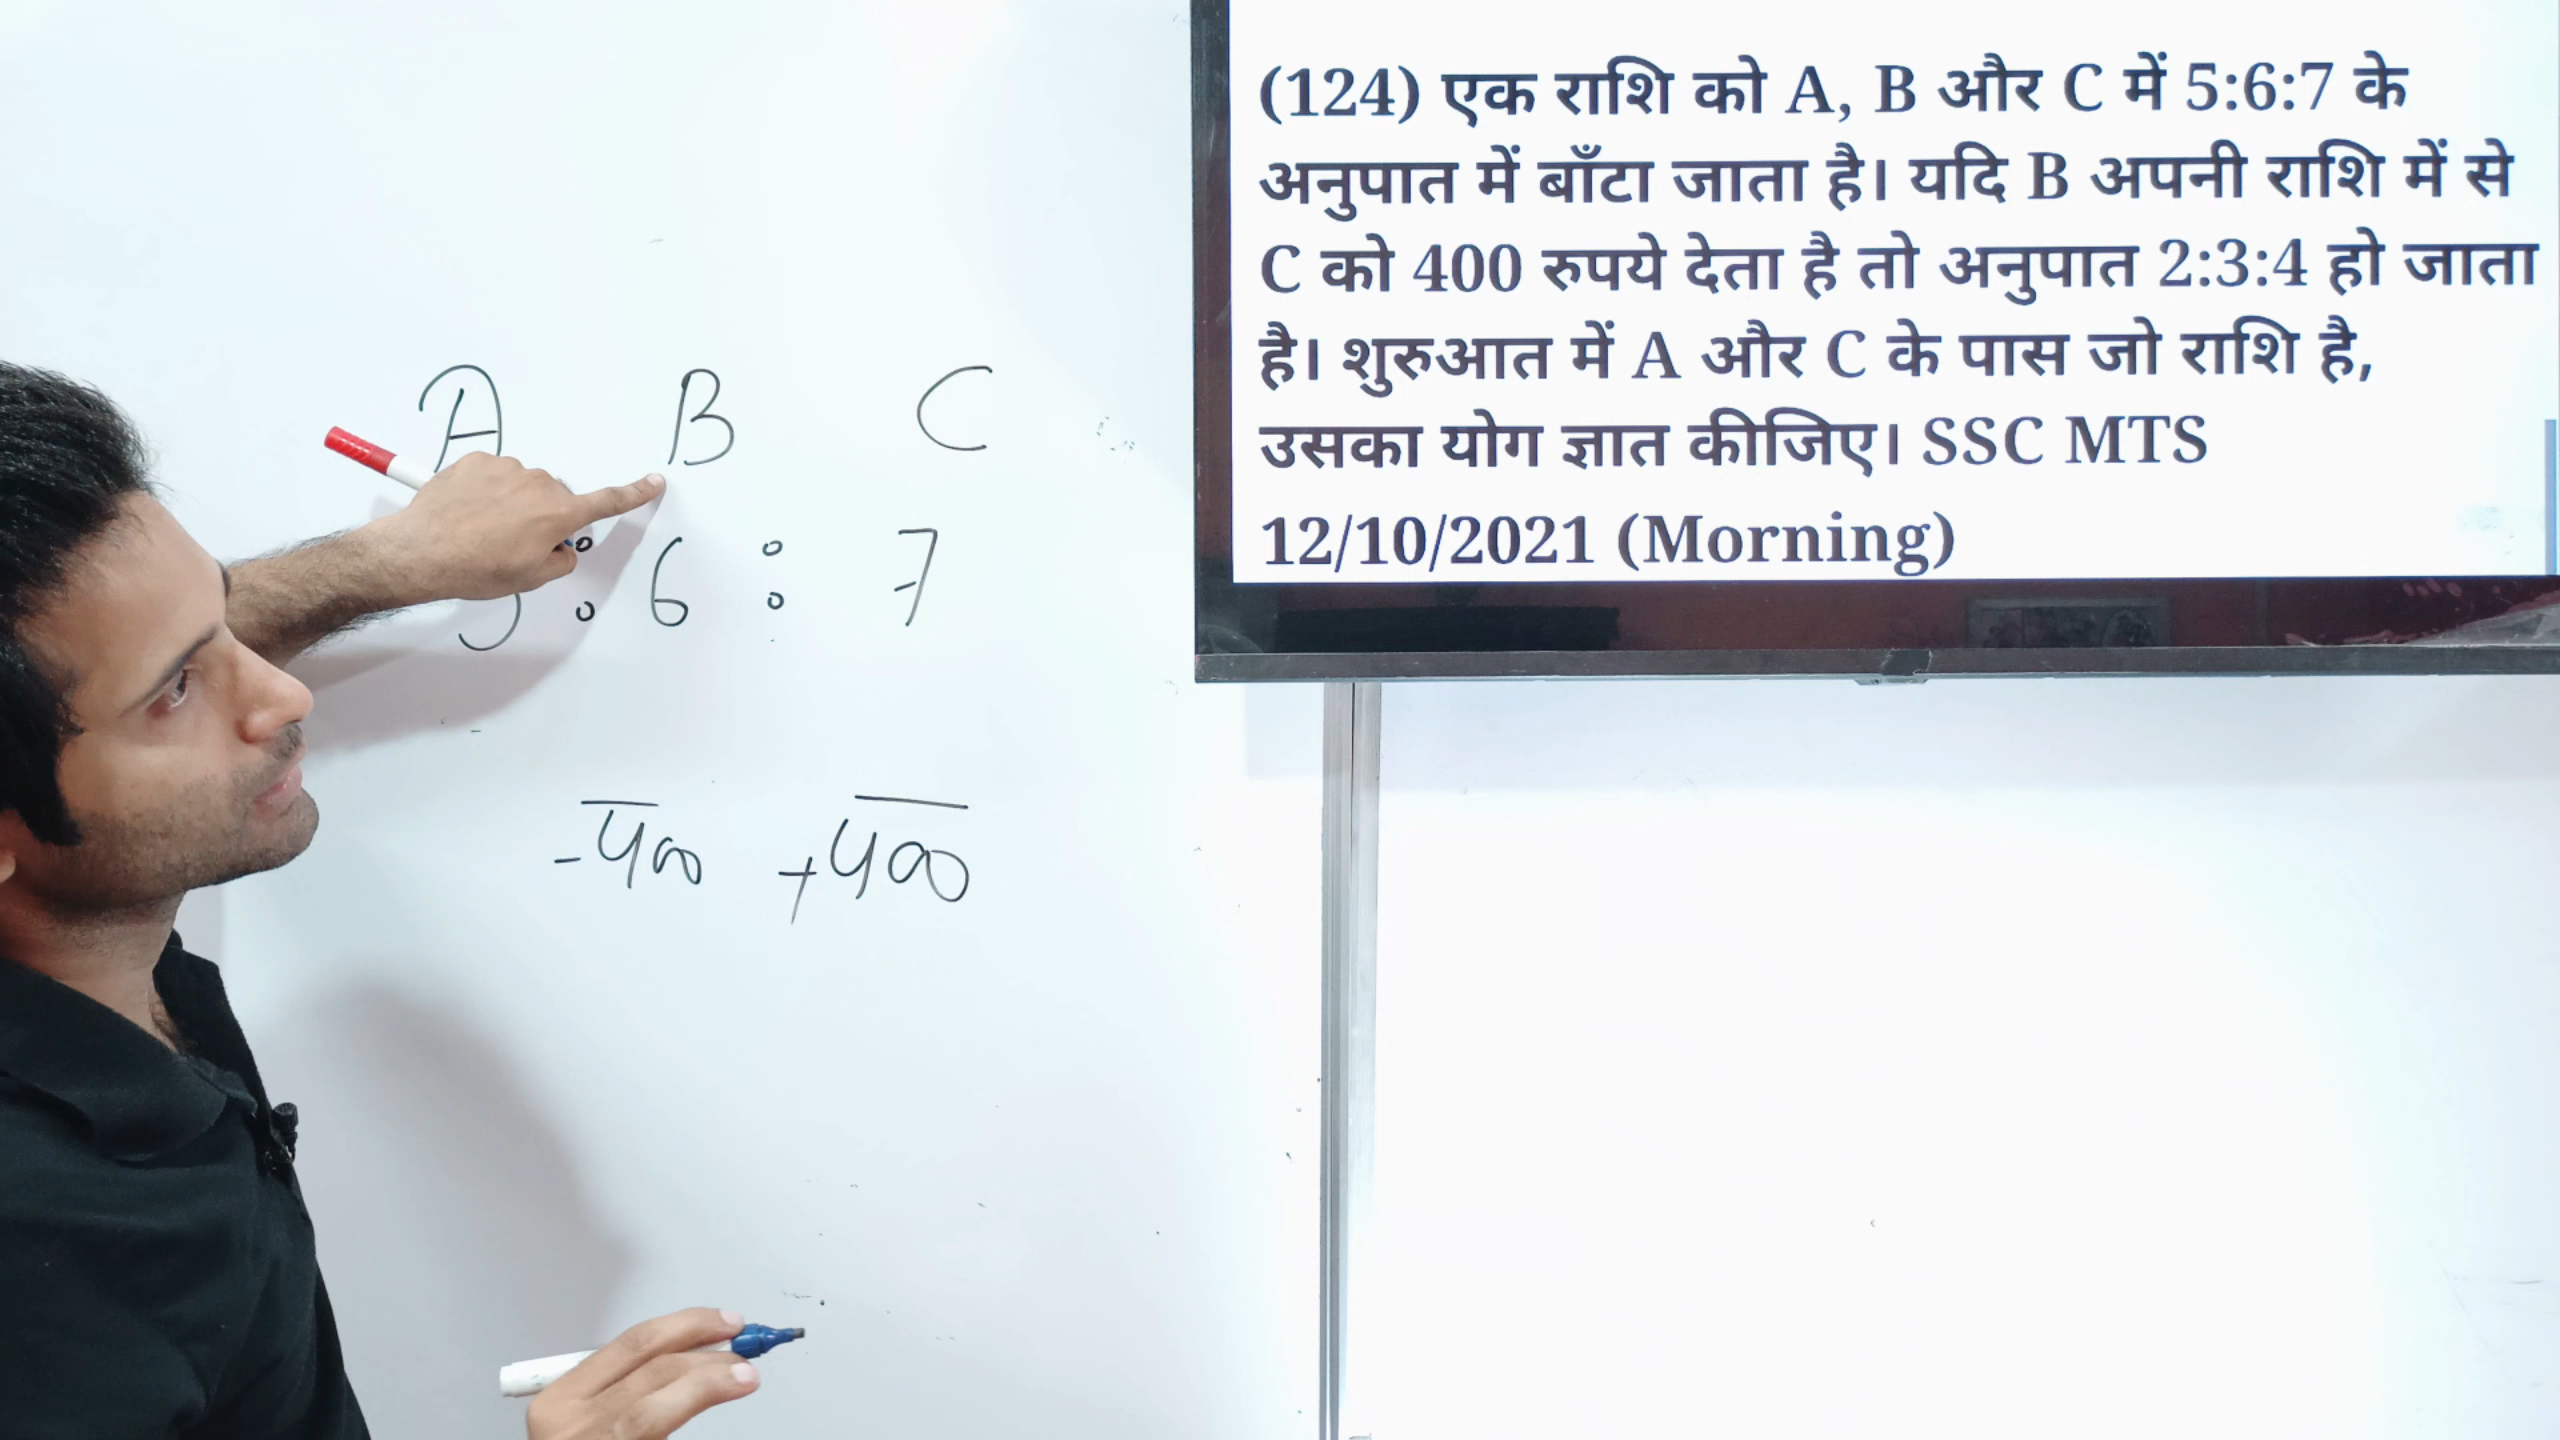 (124) एक राशि को A, B और C में 5:6:7 के
अनुपात में बाँटा जाता है। यदि B अपनी राशि में से
C को 400 रुपये देता है तो अनुपात 2:3:4 हो जाता
है। शुरुआत में A और C के पास जो राशि है,
उसका योग ज्ञात कीजिए। SSC MTS
12/10/2021 (Morning)
A B C
: 6 : 7
-400 +400